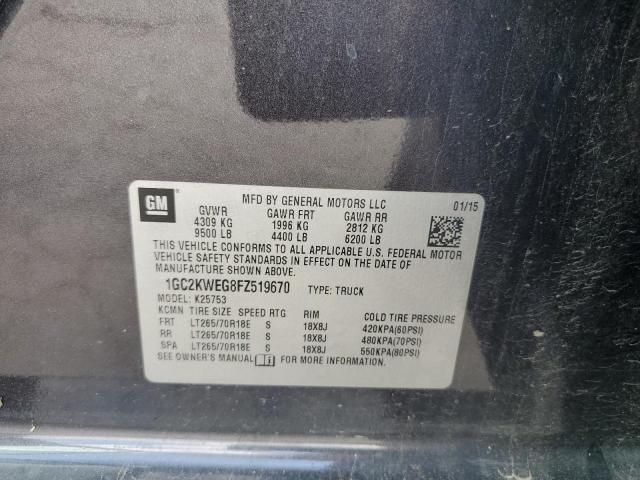 GM
MFD BY GENERAL MOTORS LLC 01/15
GVWR GAWR FRT GAWR RR
4309 KG 1996 KG 2812 KG
9500 LB 4400 LB 6200 LB
THIS VEHICLE CONFORMS TO ALL APPLICABLE U.S. FEDERAL MOTOR
VEHICLE SAFETY STANDARDS IN EFFECT ON THE DATE OF
MANUFACTURE SHOWN ABOVE.
1GC2KWEG8FZ519670 TYPE: TRUCK
MODEL: K25753
KCMN TIRE SIZE SPEED RTG RIM COLD TIRE PRESSURE
FRT LT265/70R18E S 18X8J 420KPA(60PSI)
RR LT265/70R18E S 18X8J 480KPA(70PSI)
SPA LT265/70R18E S 18X8J 550KPA(80PSI)
SEE OWNER'S MANUAL FOR MORE INFORMATION.